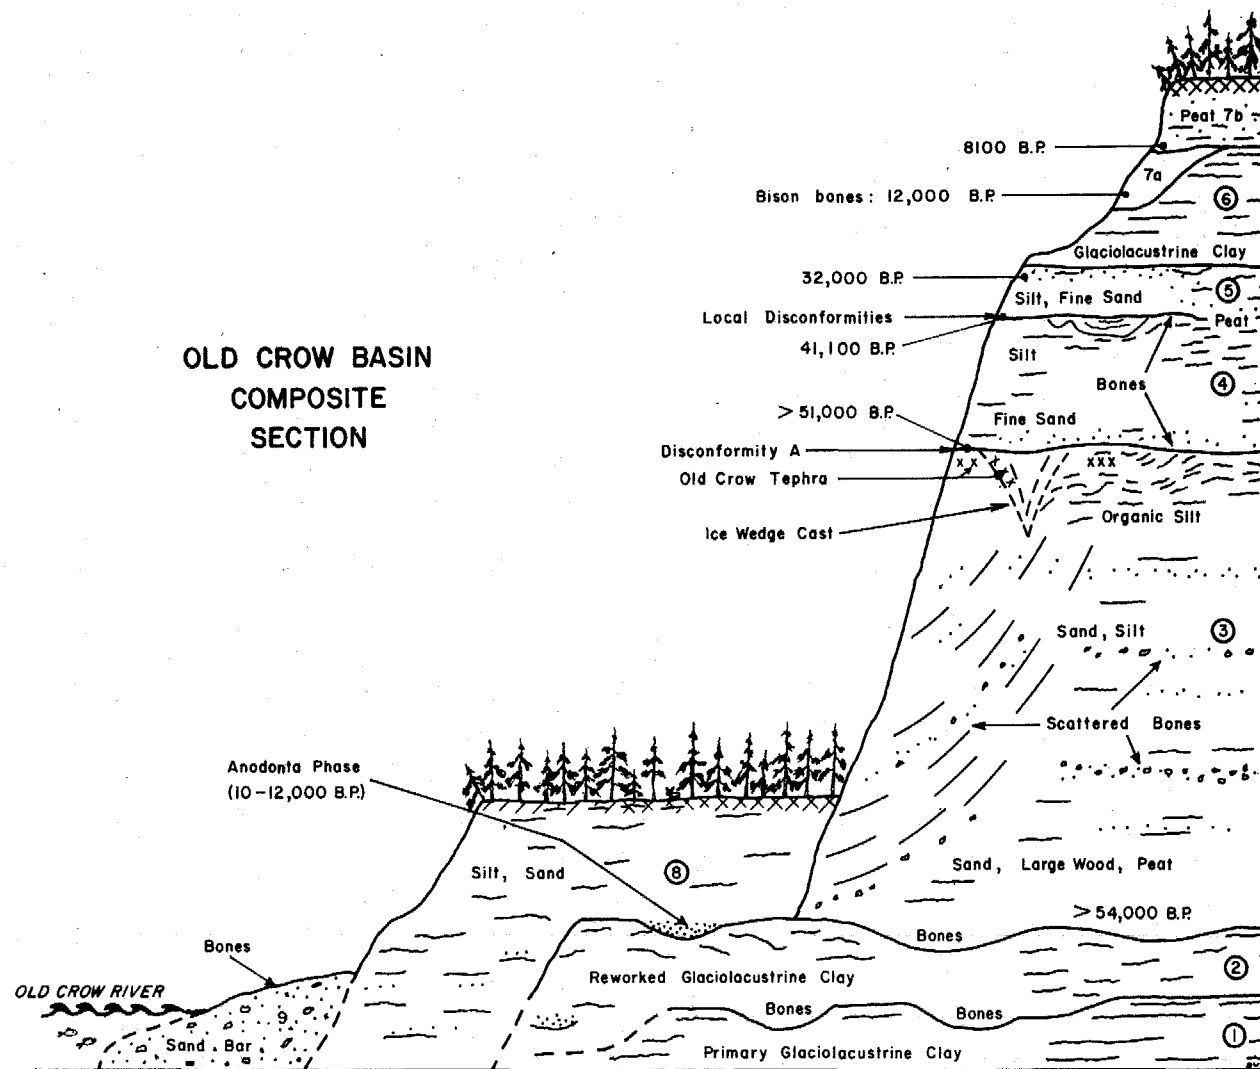 Peat 7b
8100 B.P.
7a
Bison bones: 12,000 B.P.
6
Glaciolacustrine Clay
32,000 B.P.
5
Silt, Fine Sand
Local Disconformities
Peat
41,100 B.P.
Silt
OLD CROW BASIN
COMPOSITE
SECTION
4
Bones
> 51,000 B.P.
Fine Sand
Disconformity A
x x
x
x x
xxx
Old Crow Tephra
Organic Silt
Ice Wedge Cast
Sand, Silt
3
Scattered Bones
Anodonta Phase
(10-12,000 B.P.)
Silt, Sand
8
Sand, Large Wood, Peat
> 54,000 B.P.
Bones
Bones
Reworked Glaciolacustrine Clay
2
OLD CROW RIVER
9
Bones
Bones
Sand Bar
Primary Glaciolacustrine Clay
1